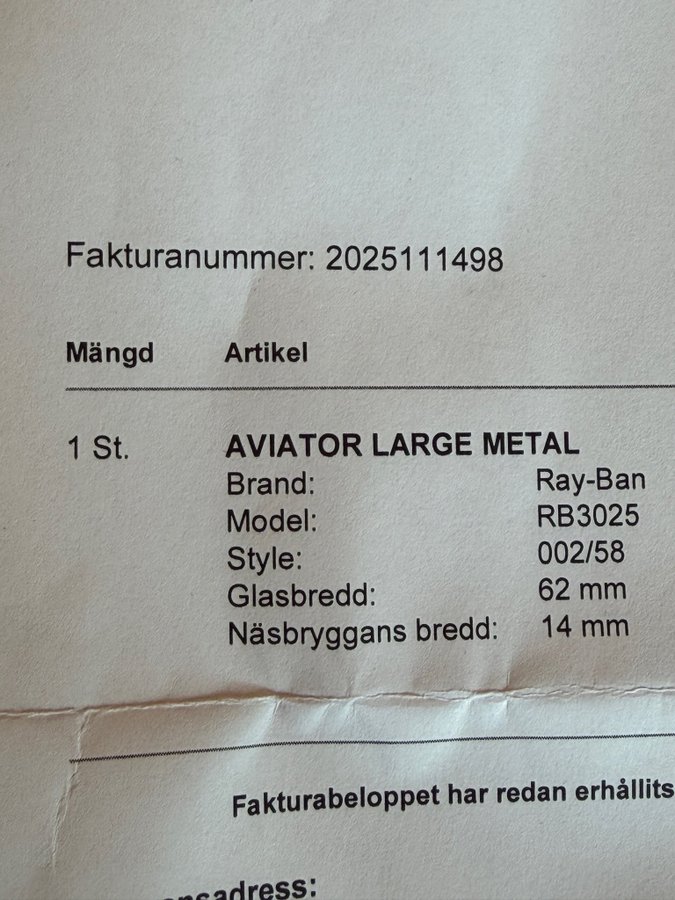 Fakturanummer: 2025111498
Mängd Artikel
1 St. AVIATOR LARGE METAL
Brand: Ray-Ban
Model: RB3025
Style: 002/58
Glasbredd: 62 mm
Näsbryggans bredd: 14 mm
Fakturabeloppet har redan erhållits